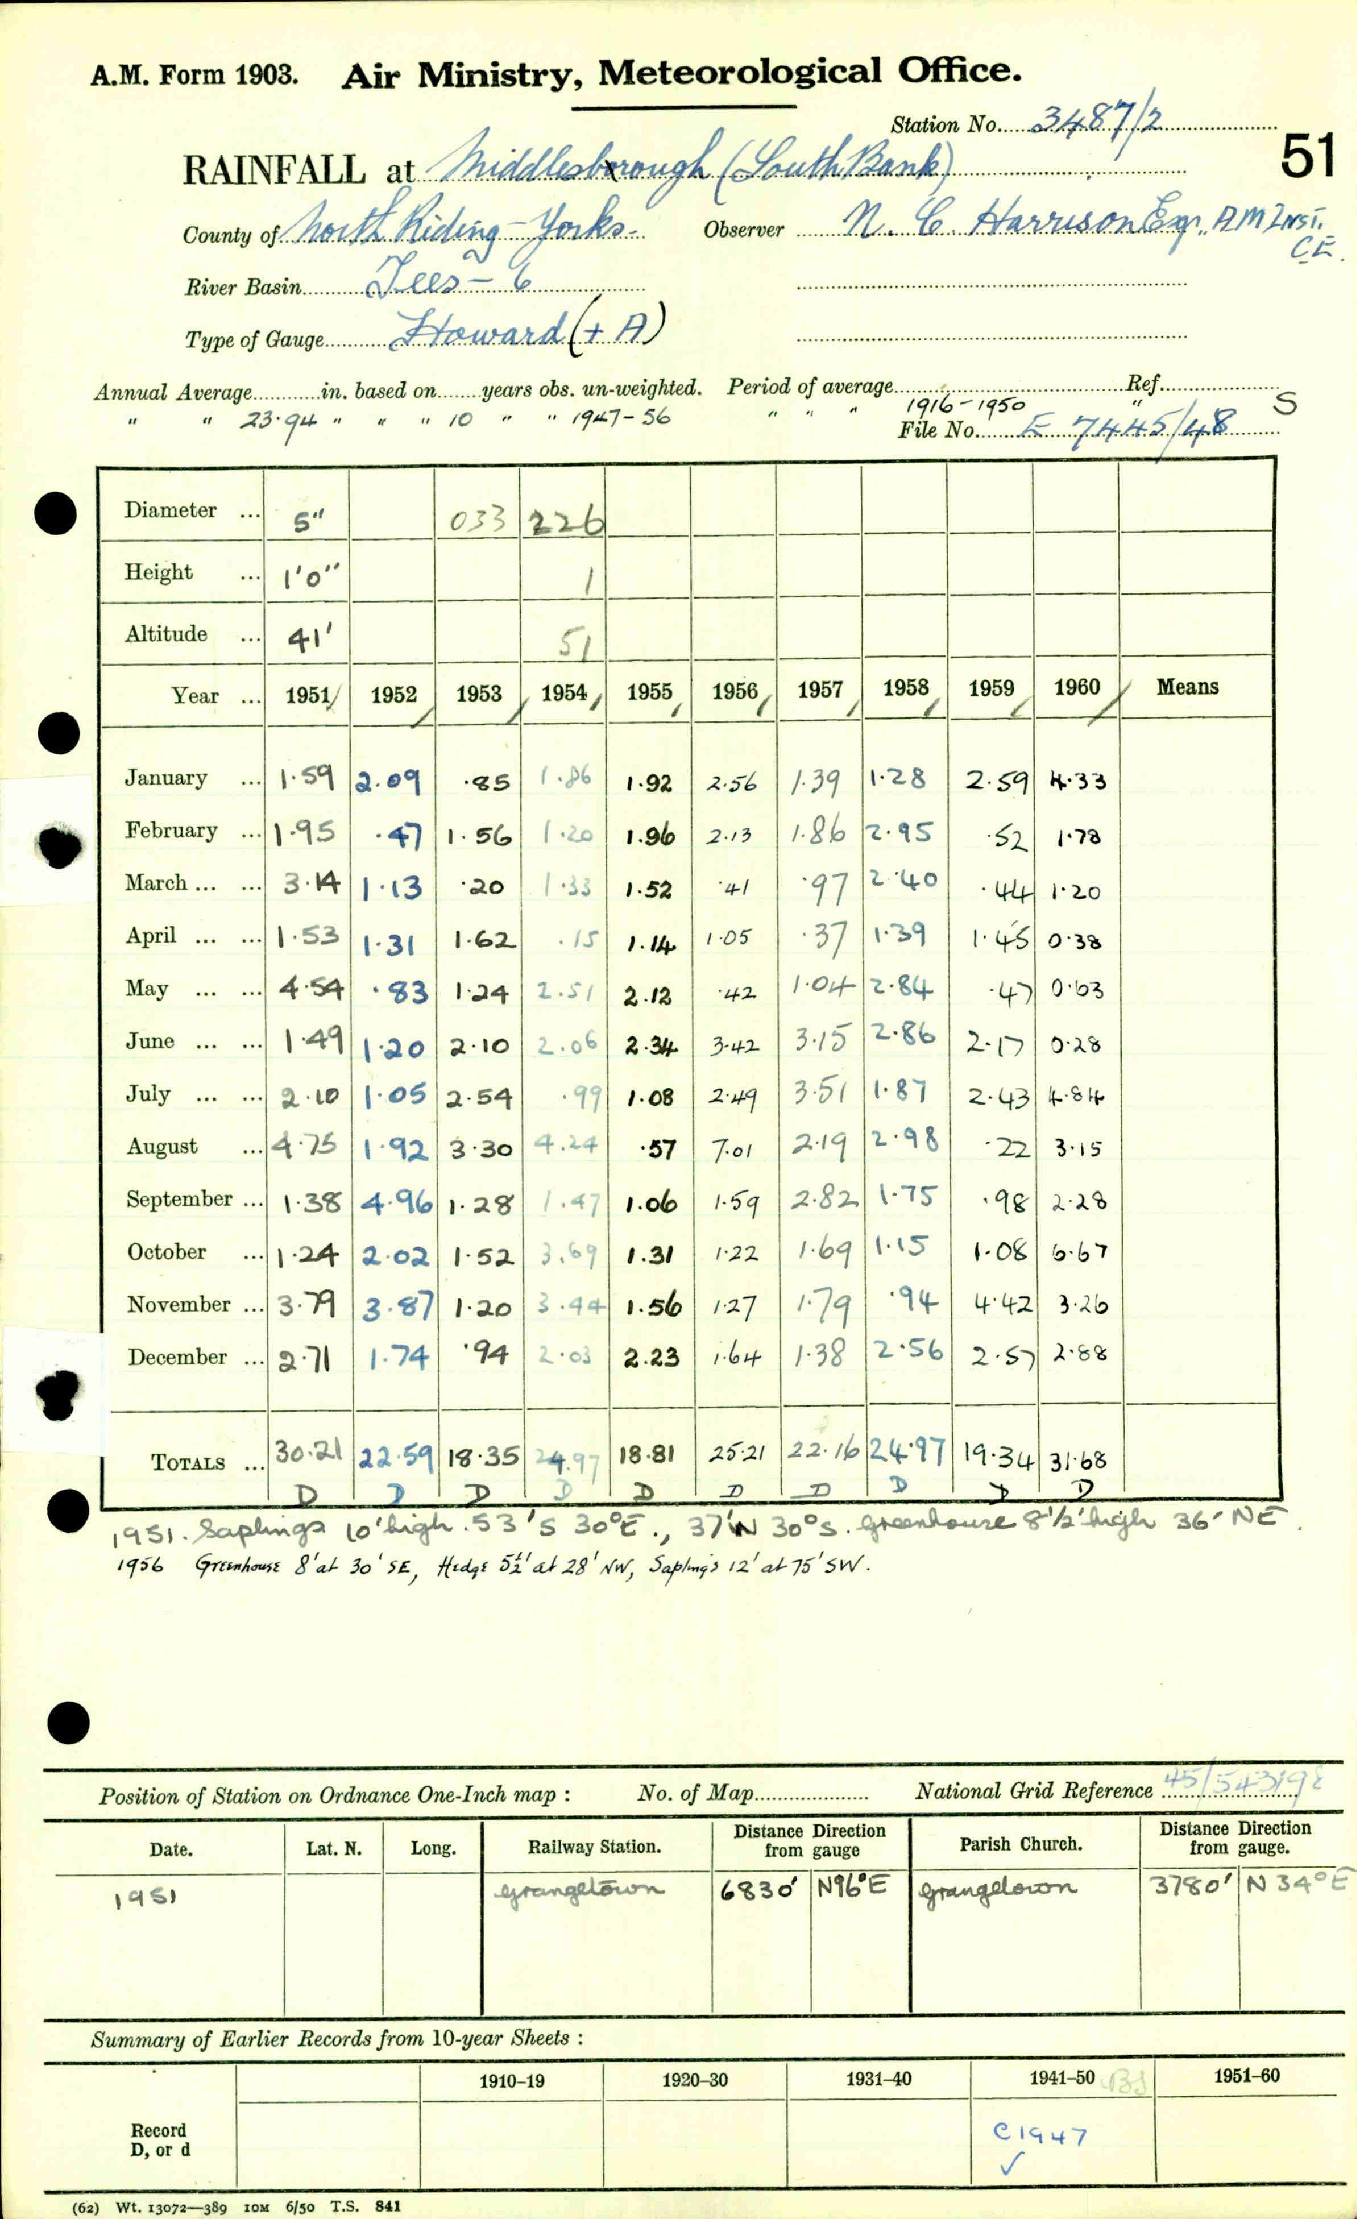 A.M. Form 1903. Air Ministry, Meteorological Office.
Station No. 3487/2
51
RAINFALL at Middlesborough (South Bank)
County of North Riding - Yorks. Observer N. C. Harrison Esq., A M INST. C.E.
River Basin Tees - 6
Type of Gauge Howard (+ A)
Annual Average in. based on years obs. un-weighted. Period of average Ref.
" " 23.94 " " " 10 " " 1947-56 " " " 1916-1950 " S
File No. E 7445/48
Diameter ... 5" 033 226
Height ... 1'0" 1
Altitude ... 41' 51
Year ... 1951 1952 1953 1954 1955 1956 1957 1958 1959 1960 Means
January ... 1.59 2.09 .85 1.86 1.92 2.56 1.39 1.28 2.59 4.33
February ... 1.95 .47 1.56 1.20 1.96 2.13 1.86 2.95 .52 1.78
March ... ... 3.14 1.13 .20 1.33 1.52 .41 .97 2.40 .44 1.20
April ... ... 1.53 1.31 1.62 .15 1.14 1.05 .37 1.39 1.45 0.38
May ... ... 4.54 .83 1.24 2.51 2.12 .42 1.04 2.84 .47 0.63
June ... ... 1.49 1.20 2.10 2.06 2.34 3.42 3.15 2.86 2.17 0.28
July ... ... 2.10 1.05 2.54 .99 1.08 2.49 3.51 1.87 2.43 4.84
August ... 4.75 1.92 3.30 4.24 .57 7.01 2.19 2.98 .22 3.15
September ... 1.38 4.96 1.28 1.47 1.06 1.59 2.82 1.75 .98 2.28
October ... 1.24 2.02 1.52 3.69 1.31 1.22 1.69 1.15 1.08 6.67
November ... 3.79 3.87 1.20 3.44 1.56 1.27 1.79 .94 4.42 3.26
December ... 2.71 1.74 .94 2.03 2.23 1.64 1.38 2.56 2.57 2.88
TOTALS ... 30.21 22.59 18.35 24.97 18.81 25.21 22.16 24.97 19.34 31.68
D D D D D D D D D D
1951. Saplings 10' high. 53' S 30°E., 37' N 30°S. Greenhouse 8 1/2' high 36' NE.
1956 Greenhouse 8' at 30' SE, Hedge 5½' at 28' NW, Sapling's 12' at 75' SW.
Position of Station on Ordnance One-Inch map : No. of Map National Grid Reference 45/543198
Date. Lat. N. Long. Railway Station. Distance from Direction gauge Parish Church. Distance from Direction gauge.
1951 Grangetown 6830' N96°E Grangetown 3780' N 34°E
Summary of Earlier Records from 10-year Sheets :
1910-19 1920-30 1931-40 1941-50 BS 1951-60
Record D, or d C1947 ✓
(62) Wt. 13072—389 10M 6/50 T.S. 841